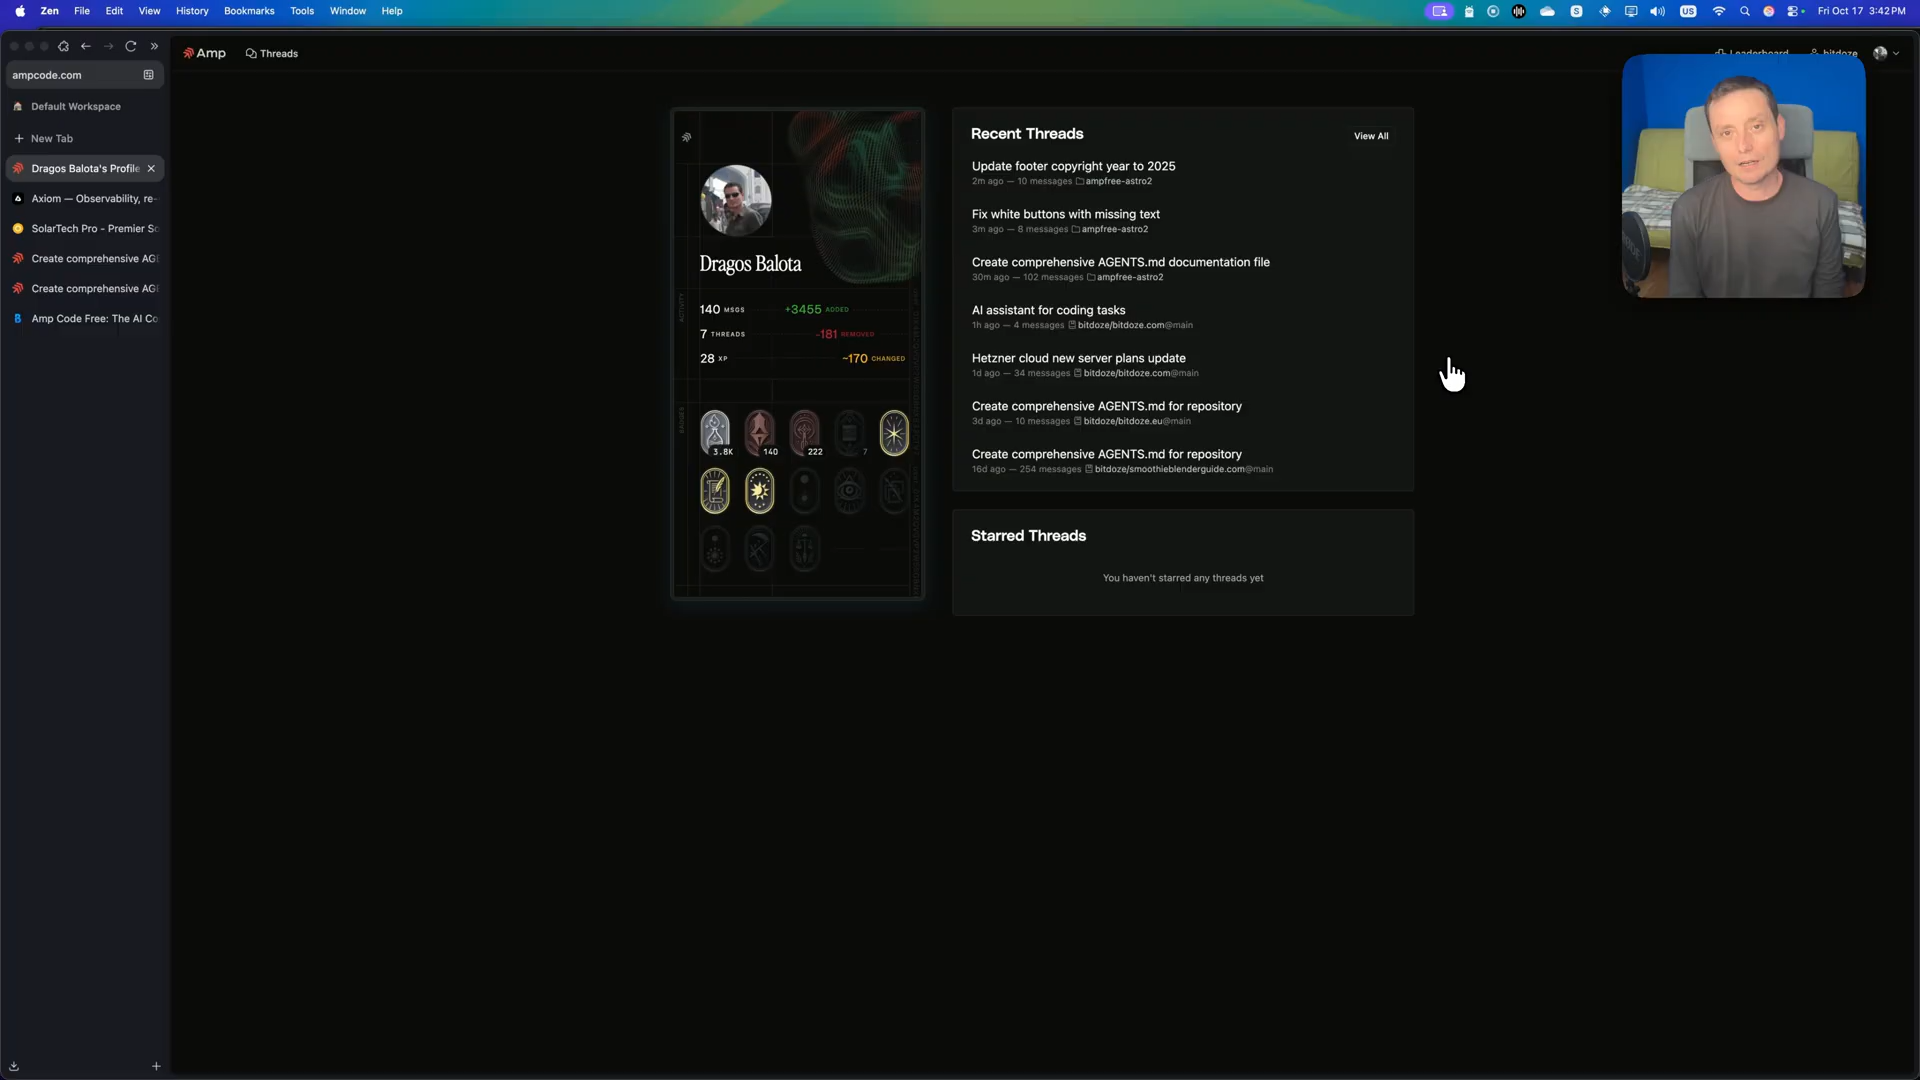 Zen File Edit View History Bookmarks Tools Window Help
S US Fri Oct 17 3:42PM
ampcode.com
Default Workspace
New Tab
Dragos Balota's Profile
Axiom — Observability, re-
SolarTech Pro - Premier So
Create comprehensive AGE
Create comprehensive AGE
B Amp Code Free: The AI Co
Amp Threads
Leaderboard bitdoze
Dragos Balota
ACTIVITY
140 MSGS +3455 ADDED
7 THREADS -181 REMOVED
28 XP ~170 CHANGED
BADGES
3.8K 140 222 7
Recent Threads
View All
Update footer copyright year to 2025
2m ago — 10 messages ampfree-astro2
Fix white buttons with missing text
3m ago — 8 messages ampfree-astro2
Create comprehensive AGENTS.md documentation file
30m ago — 102 messages ampfree-astro2
AI assistant for coding tasks
1h ago — 4 messages bitdoze/bitdoze.com@main
Hetzner cloud new server plans update
1d ago — 34 messages bitdoze/bitdoze.com@main
Create comprehensive AGENTS.md for repository
3d ago — 10 messages bitdoze/bitdoze.eu@main
Create comprehensive AGENTS.md for repository
16d ago — 254 messages bitdoze/smoothieblenderguide.com@main
Starred Threads
You haven't starred any threads yet